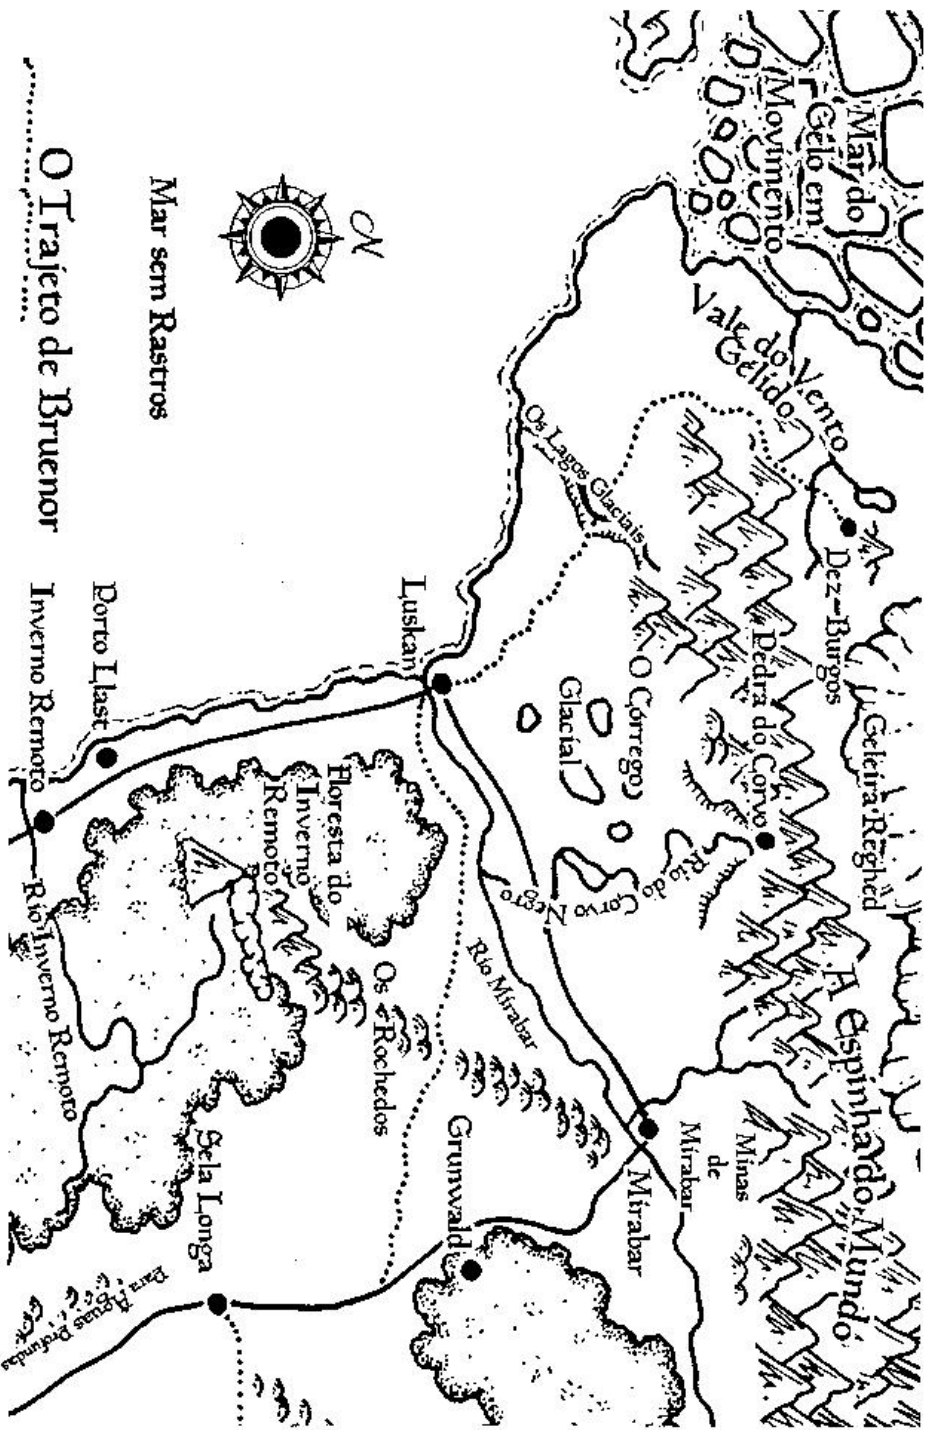 Mar do
Gelo em
Movimento
Vale do Vento
Gélido
Dez-Burgos
Geleira Reghed
A Espinha do Mundo
Pedra do Corvo
Os Lagos Glaciais
O Córrego
Glacial
Rio do
Corvo Negro
Minas
de
Mirabar
Mirabar
Rio Mirabar
Luskan
N
Mar sem Rastros
Floresta do
Inverno
Remoto
Os Rochedos
Grunwald
Porto Llast
Inverno Remoto
Rio Inverno Remoto
Sela Longa
Para Águas Profundas
O Trajeto de Bruenor